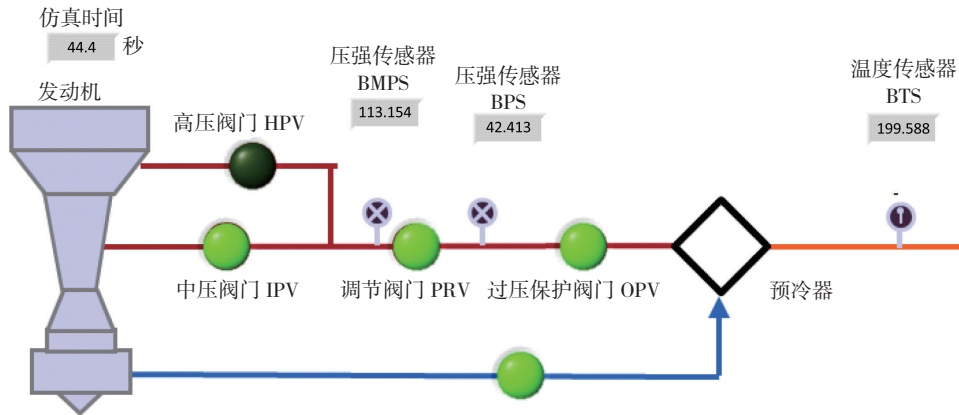 仿真时间
44.4 秒
发动机
压强传感器
BMPS
113.154
压强传感器
BPS
42.413
温度传感器
BTS
199.588
高压阀门 HPV
中压阀门 IPV
调节阀门 PRV
过压保护阀门 OPV
预冷器
-